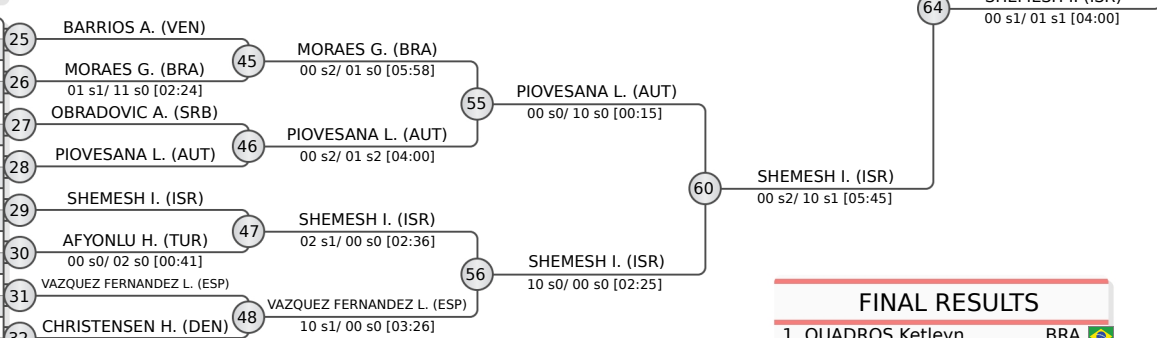 64
00 s1/ 01 s1 [04:00]
25
BARRIOS A. (VEN)
45
MORAES G. (BRA)
00 s2/ 01 s0 [05:58]
26
MORAES G. (BRA)
01 s1/ 11 s0 [02:24]
55
PIOVESANA L. (AUT)
00 s0/ 10 s0 [00:15]
27
OBRADOVIC A. (SRB)
46
PIOVESANA L. (AUT)
00 s2/ 01 s2 [04:00]
28
PIOVESANA L. (AUT)
60
SHEMESH I. (ISR)
00 s2/ 10 s1 [05:45]
29
SHEMESH I. (ISR)
47
SHEMESH I. (ISR)
02 s1/ 00 s0 [02:36]
30
AFYONLU H. (TUR)
00 s0/ 02 s0 [00:41]
56
SHEMESH I. (ISR)
10 s0/ 00 s0 [02:25]
31
VAZQUEZ FERNANDEZ L. (ESP)
48
VAZQUEZ FERNANDEZ L. (ESP)
10 s1/ 00 s0 [03:26]
32
CHRISTENSEN H. (DEN)
FINAL RESULTS
1 QUADROS Ketleyn BRA